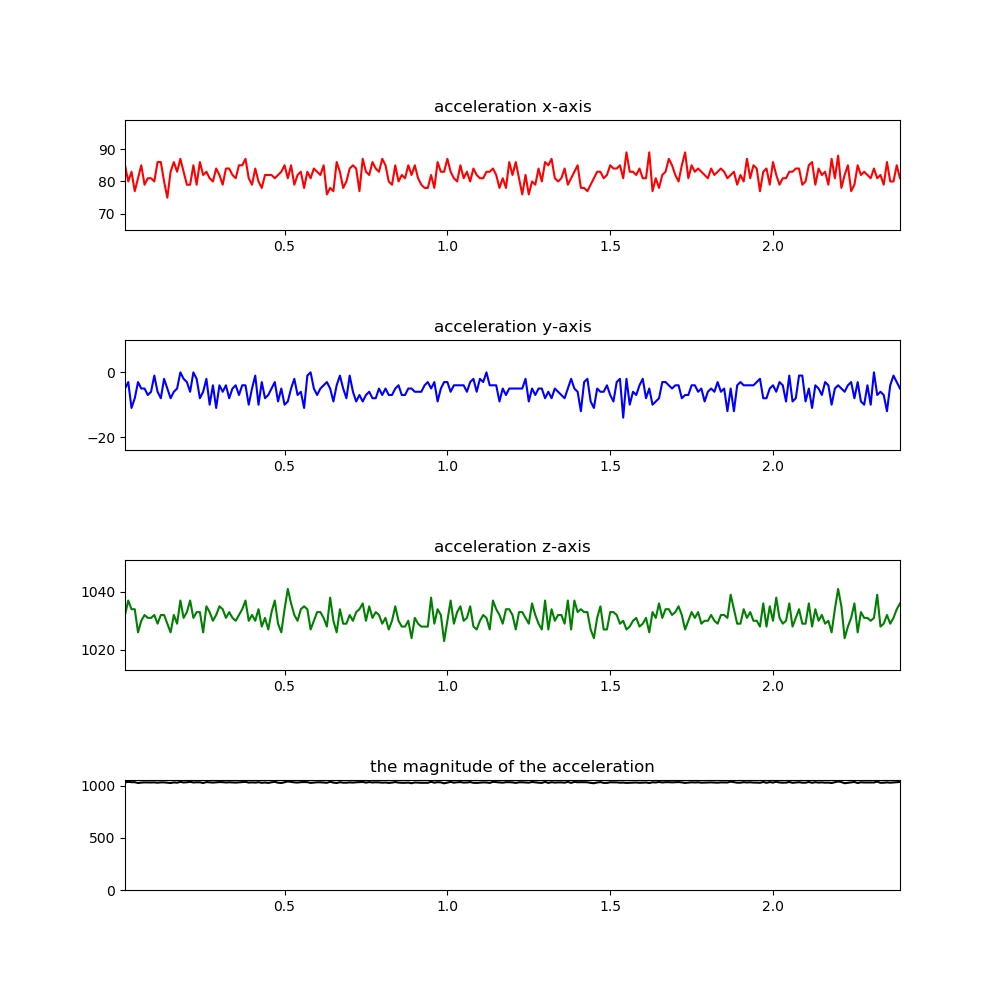 acceleration x-axis
90
80
70
0.5 1.0 1.5 2.0
acceleration y-axis
0
−20
0.5 1.0 1.5 2.0
acceleration z-axis
1040
1020
0.5 1.0 1.5 2.0
the magnitude of the acceleration
1000
500
0
0.5 1.0 1.5 2.0